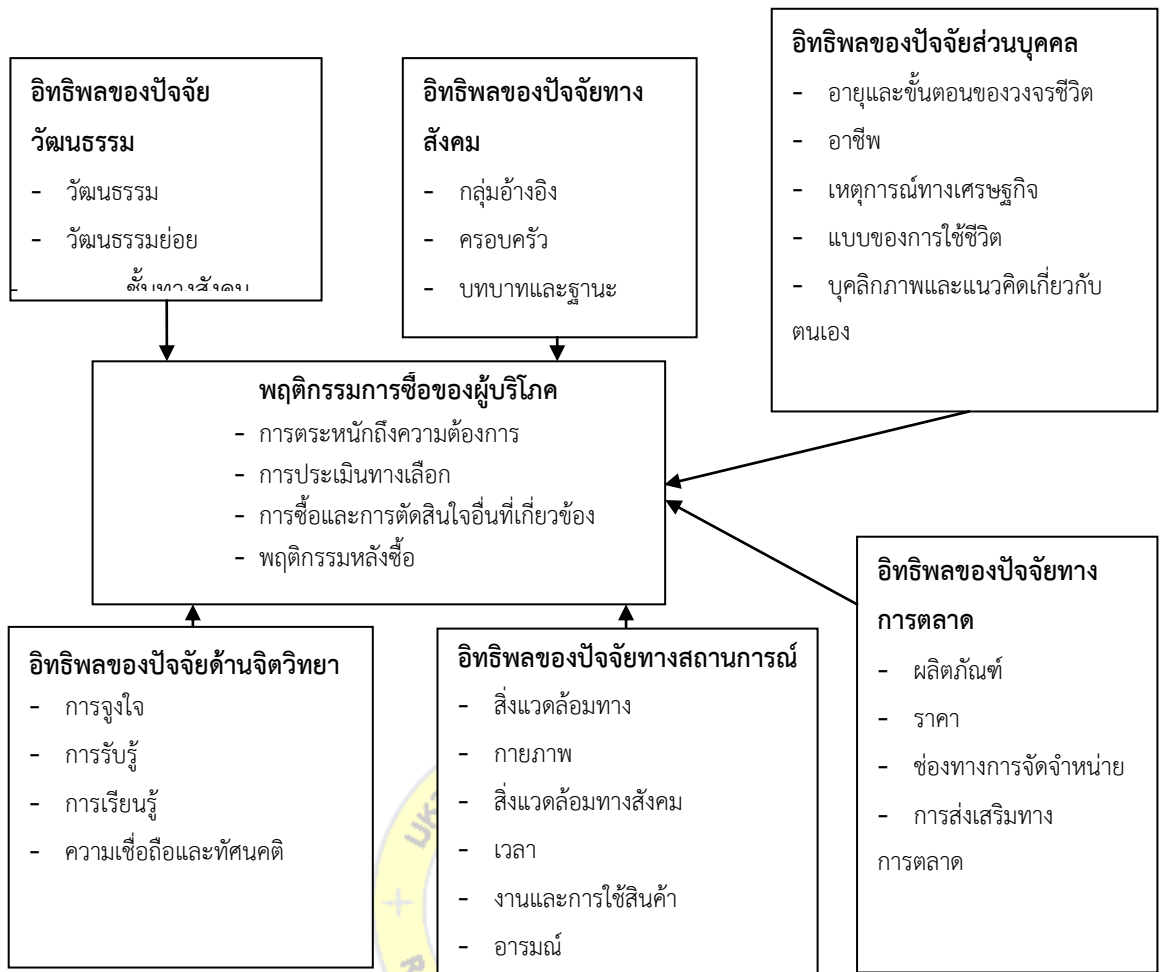 อิทธิพลของปัจจัย
วัฒนธรรม
- วัฒนธรรม
- วัฒนธรรมย่อย
- ชั้นทางสังคม
อิทธิพลของปัจจัยทาง
สังคม
- กลุ่มอ้างอิง
- ครอบครัว
- บทบาทและฐานะ
อิทธิพลของปัจจัยส่วนบุคคล
- อายุและขั้นตอนของวงจรชีวิต
- อาชีพ
- เหตุการณ์ทางเศรษฐกิจ
- แบบของการใช้ชีวิต
- บุคลิกภาพและแนวคิดเกี่ยวกับ
ตนเอง
พฤติกรรมการซื้อของผู้บริโภค
- การตระหนักถึงความต้องการ
- การประเมินทางเลือก
- การซื้อและการตัดสินใจอื่นที่เกี่ยวข้อง
- พฤติกรรมหลังซื้อ
อิทธิพลของปัจจัยด้านจิตวิทยา
- การจูงใจ
- การรับรู้
- การเรียนรู้
- ความเชื่อถือและทัศนคติ
อิทธิพลของปัจจัยทางสถานการณ์
- สิ่งแวดล้อมทาง
- กายภาพ
- สิ่งแวดล้อมทางสังคม
- เวลา
- งานและการใช้สินค้า
- อารมณ์
อิทธิพลของปัจจัยทาง
การตลาด
- ผลิตภัณฑ์
- ราคา
- ช่องทางการจัดจำหน่าย
- การส่งเสริมทาง
การตลาด